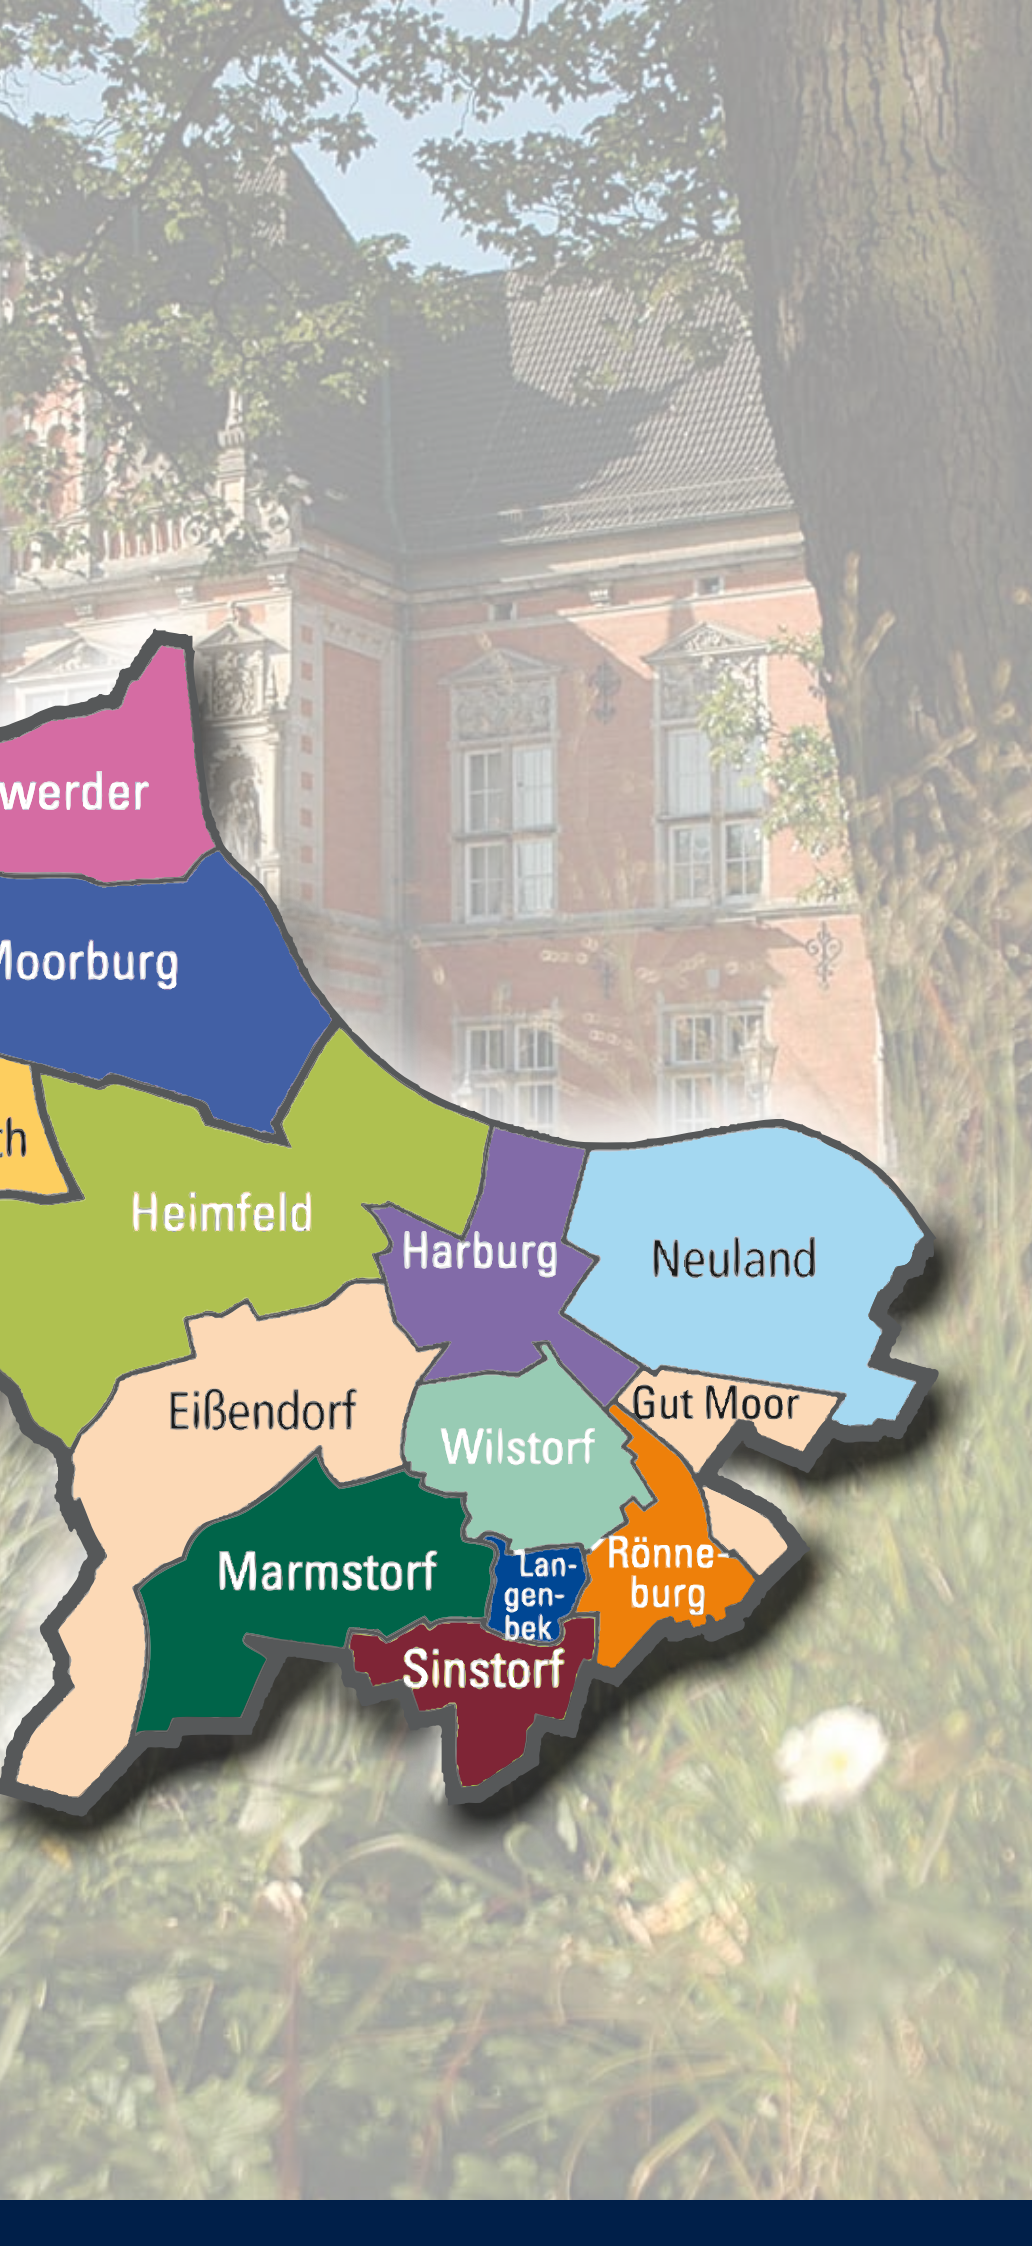 werder
Moorburg
th
Heimfeld
Harburg
Neuland
Eißendorf
Gut Moor
Wilstorf
Marmstorf
Lan-
gen-
bek
Rönne-
burg
Sinstorf